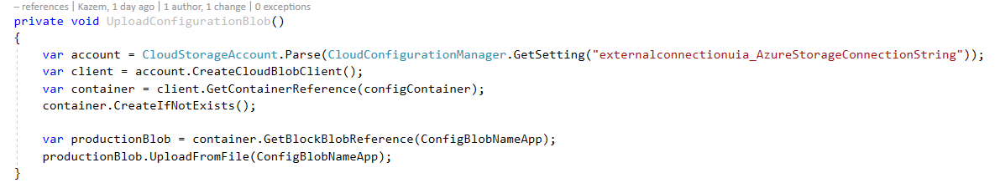 – references | Kazem, 1 day ago | 1 author, 1 change | 0 exceptions
private void UploadConfigurationBlob()
{
    var account = CloudStorageAccount.Parse(CloudConfigurationManager.GetSetting("externalconnectionuia_AzureStorageConnectionString"));
    var client = account.CreateCloudBlobClient();
    var container = client.GetContainerReference(configContainer);
    container.CreateIfNotExists();

    var productionBlob = container.GetBlockBlobReference(ConfigBlobNameApp);
    productionBlob.UploadFromFile(ConfigBlobNameApp);
}